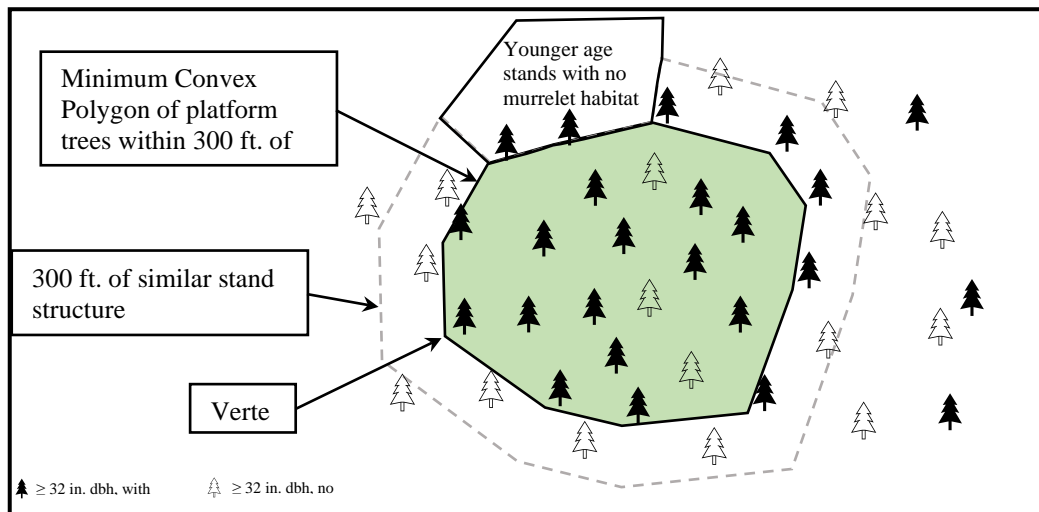 Younger age
stands with no
murrelet habitat
Minimum Convex
Polygon of platform
trees within 300 ft. of
300 ft. of similar stand
structure
Verte
≥ 32 in. dbh, with
≥ 32 in. dbh, no